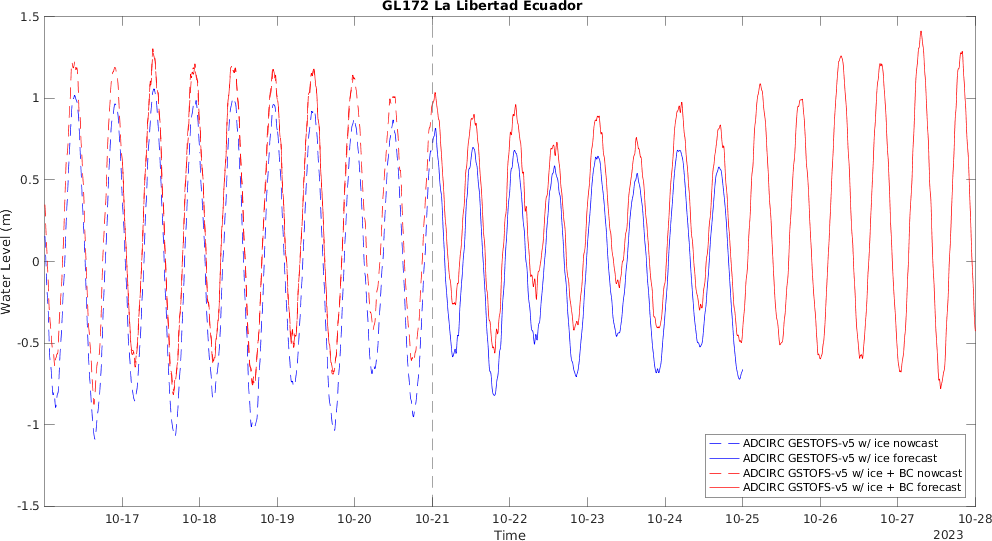 GL172 La Libertad Ecuador
Water Level (m)
1.5
1
0.5
0
-0.5
-1
-1.5
ADCIRC GESTOFS-v5 w/ ice nowcast
ADCIRC GESTOFS-v5 w/ ice forecast
ADCIRC GSTOFS-v5 w/ ice + BC nowcast
ADCIRC GSTOFS-v5 w/ ice + BC forecast
10-17 10-18 10-19 10-20 10-21 10-22 10-23 10-24 10-25 10-26 10-27 10-28
Time
2023